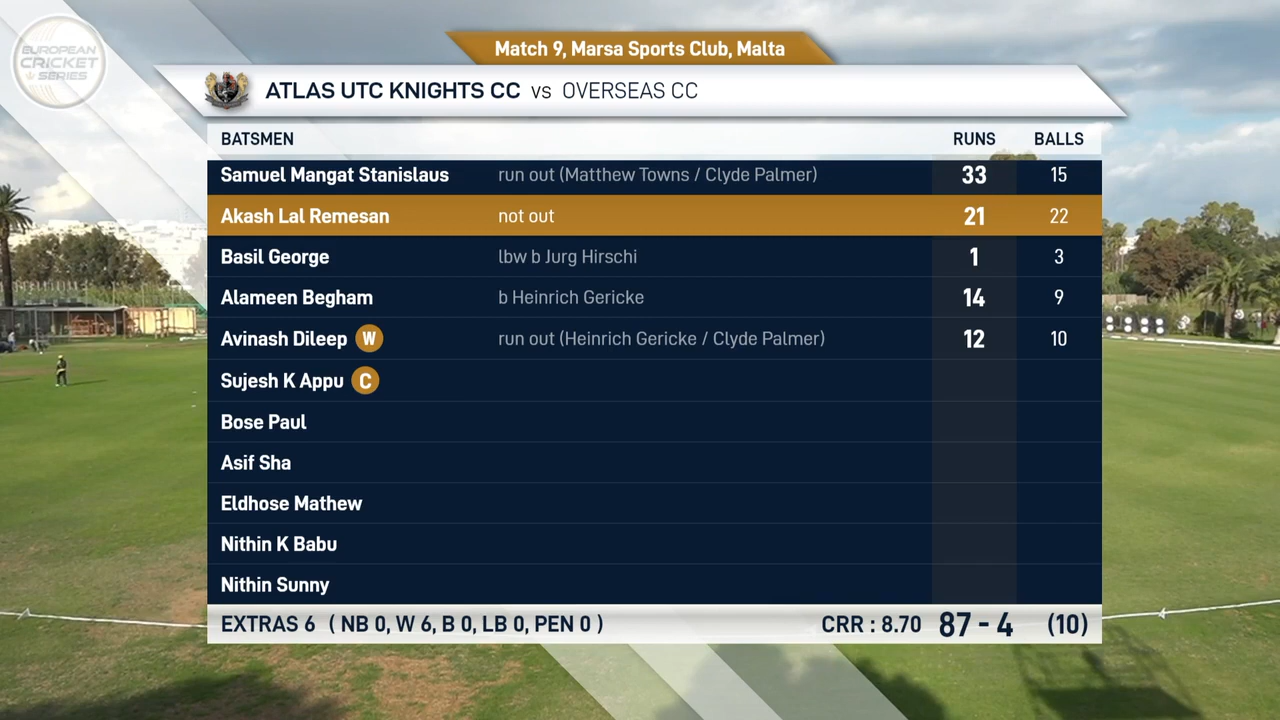 EUROPEAN
CRICKET
SERIES
Match 9, Marsa Sports Club, Malta
ATLAS UTC KNIGHTS CC vs OVERSEAS CC
BATSMEN RUNS BALLS
Samuel Mangat Stanislaus run out (Matthew Towns / Clyde Palmer) 33 15
Akash Lal Remesan not out 21 22
Basil George lbw b Jurg Hirschi 1 3
Alameen Begham b Heinrich Gericke 14 9
Avinash Dileep W run out (Heinrich Gericke / Clyde Palmer) 12 10
Sujesh K Appu C
Bose Paul
Asif Sha
Eldhose Mathew
Nithin K Babu
Nithin Sunny
EXTRAS 6 ( NB 0, W 6, B 0, LB 0, PEN 0 ) CRR : 8.70 87 - 4 (10)